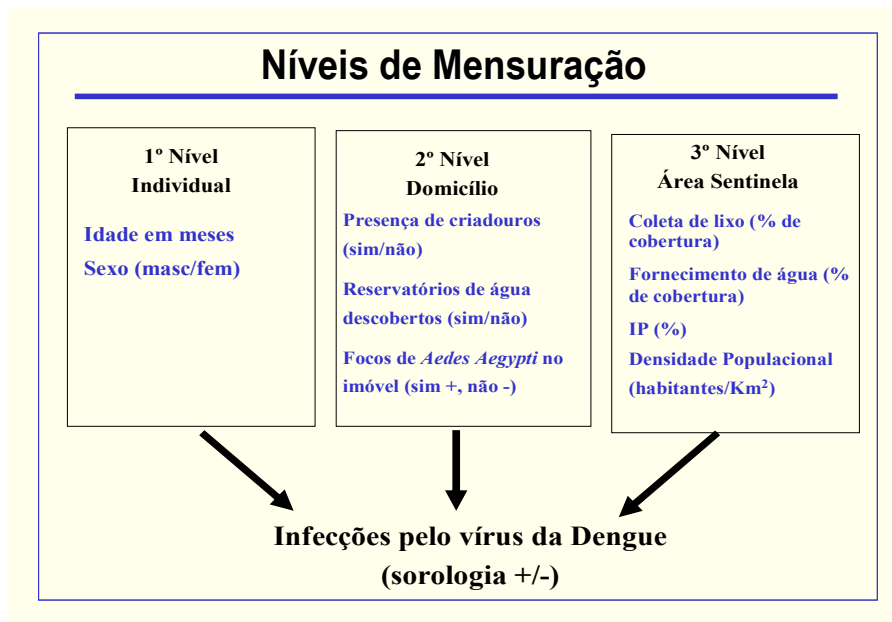 Níveis de Mensuração
1º Nível
Individual
Idade em meses
Sexo (masc/fem)
2º Nível
Domicílio
Presença de criadouros
(sim/não)
Reservatórios de água
descobertos (sim/não)
Focos de Aedes Aegypti no
imóvel (sim +, não -)
3º Nível
Área Sentinela
Coleta de lixo (% de
cobertura)
Fornecimento de água (%
de cobertura)
IP (%)
Densidade Populacional
(habitantes/Km²)
Infecções pelo vírus da Dengue
(sorologia +/-)